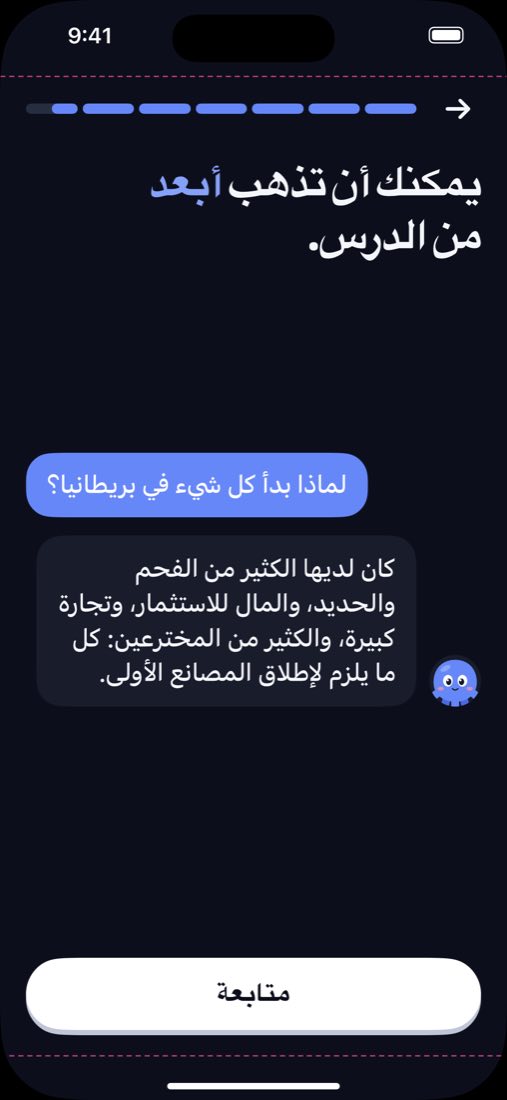 9:41
يمكنك أن تذهب أبعد
من الدرس.
لماذا بدأ كل شيء في بريطانيا؟
كان لديها الكثير من الفحم
والحديد، والمال للاستثمار، وتجارة
كبيرة، والكثير من المخترعين: كل
ما يلزم لإطلاق المصانع الأولى.
متابعة